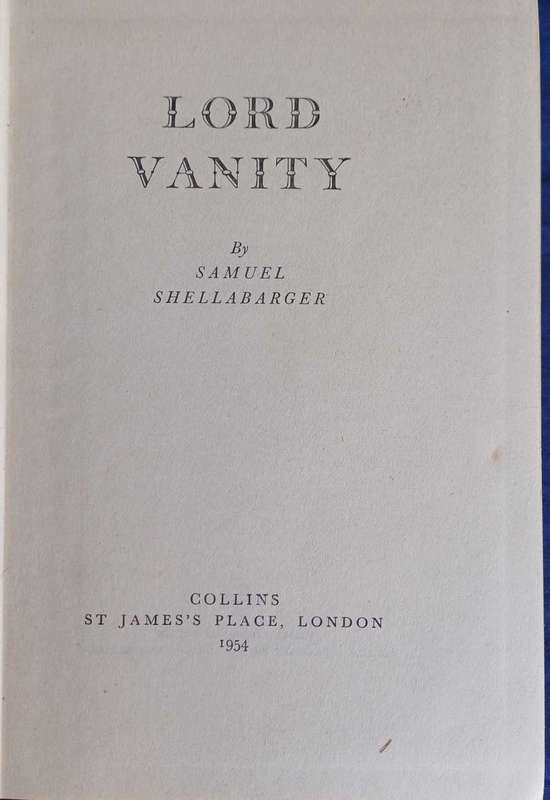 LORD
VANITY
By
SAMUEL
SHELLABARGER
COLLINS
ST JAMES'S PLACE, LONDON
1954